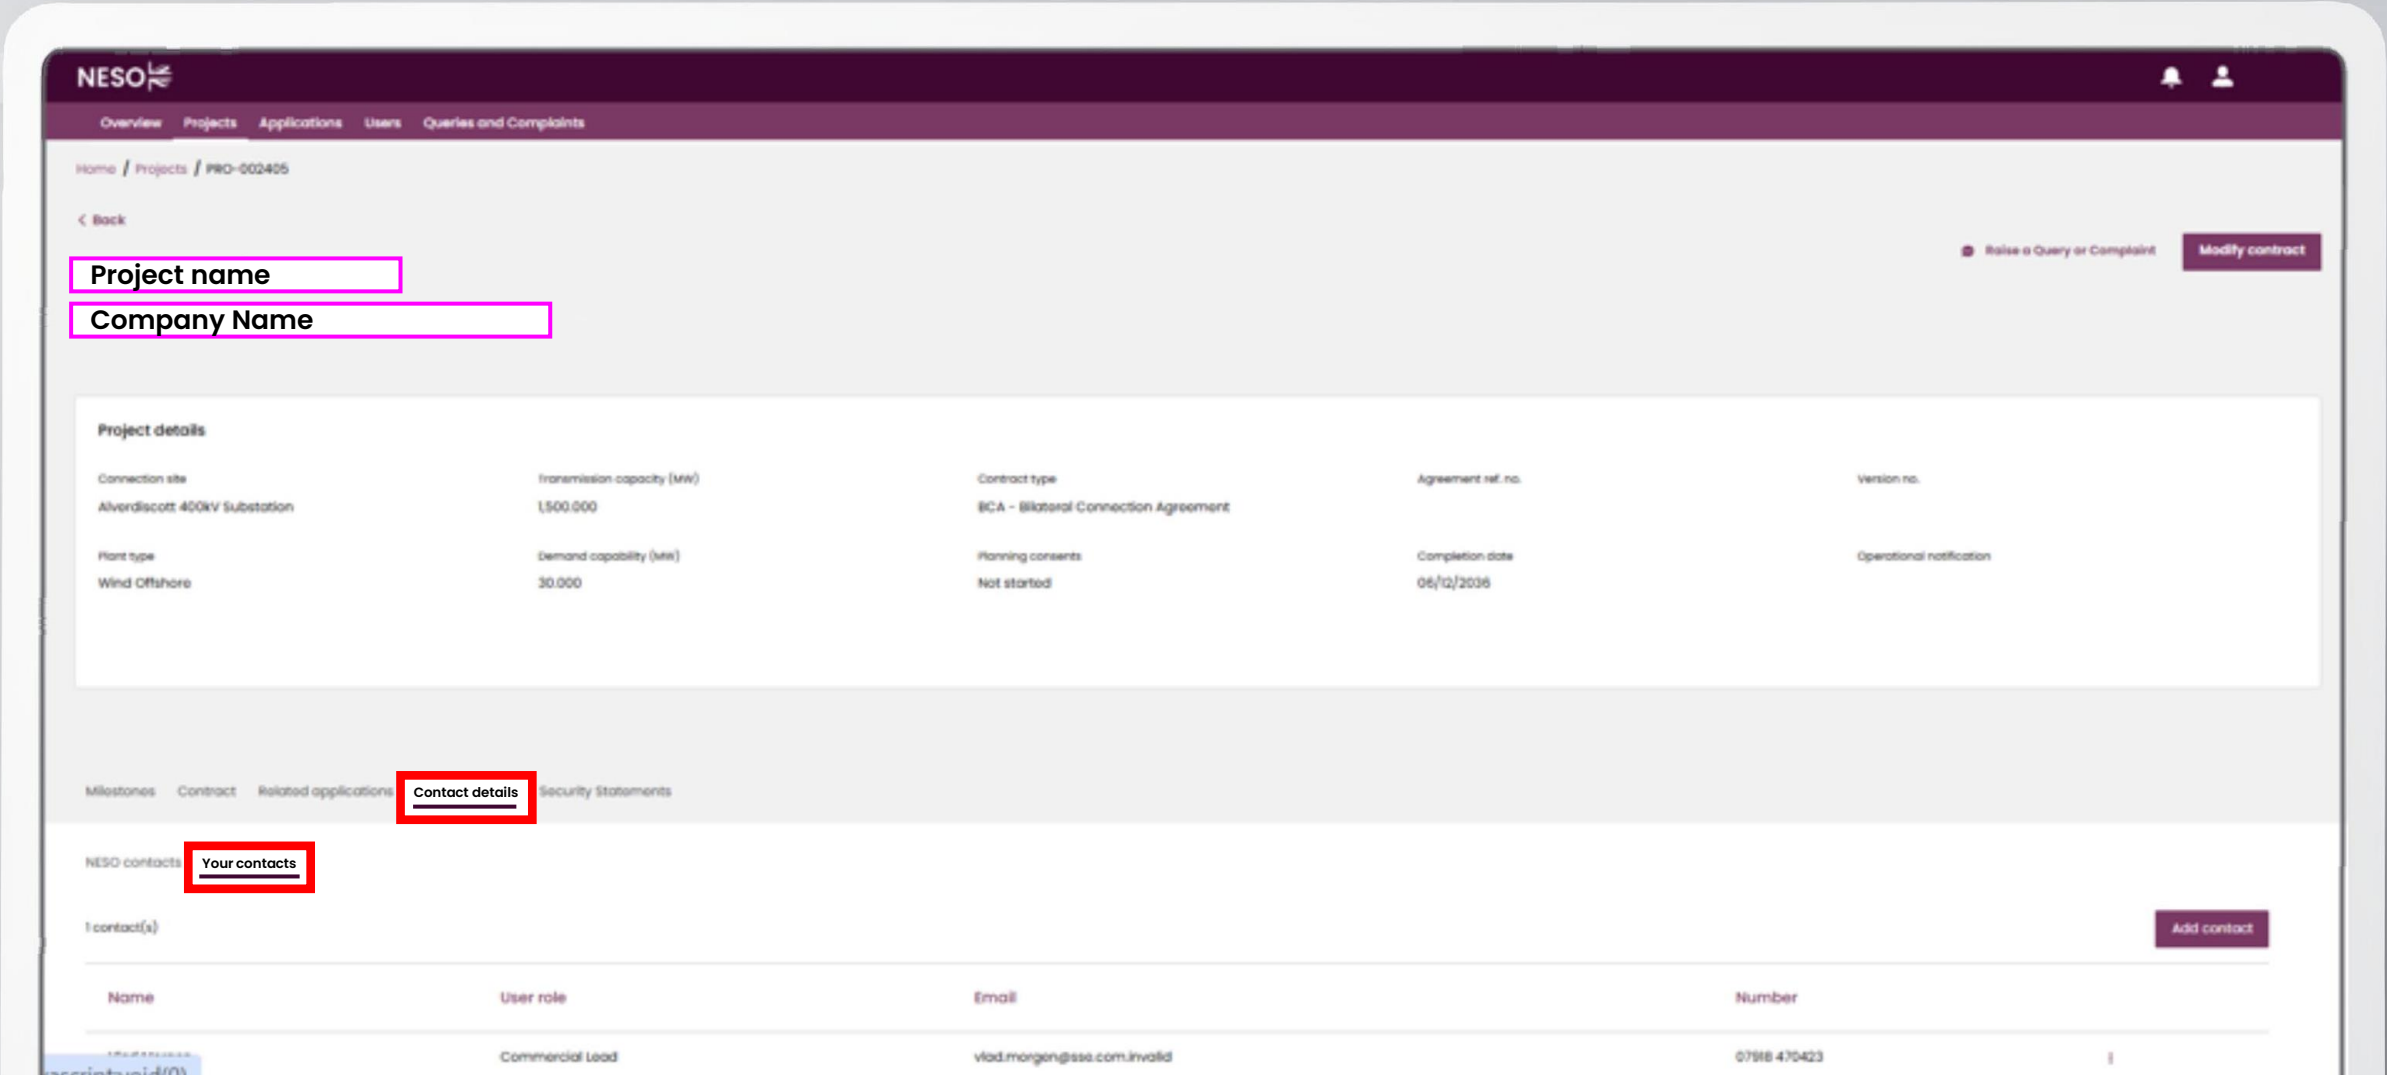 NESO
Overview Projects Applications Users Queries and Complaints
Home / Projects / PRO-002405
< Back
Raise a Query or Complaint Modify contract
Project name
Company Name
Project details
Connection site Transmission capacity (MW) Contract type Agreement ref. no. Version no.
Alverdiscott 400kV Substation 1,500.000 BCA - Bilateral Connection Agreement
Plant type Demand capability (MW) Planning consents Completion date Operational notification
Wind Offshore 30.000 Not started 06/12/2036
Milestones Contract Related applications Contact details Security Statements
NESO contacts Your contacts
1 contact(s) Add contact
Name User role Email Number
Commercial Lead vlad.morgen@sse.com.invalid 07918 470423